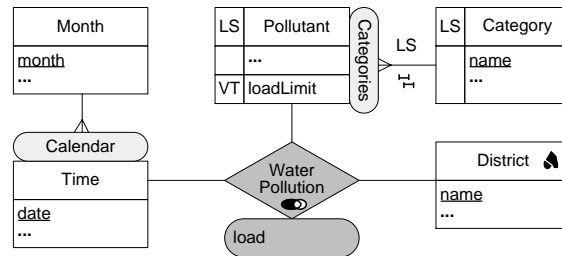 Month
month
...
Calendar
Time
date
...
LS Pollutant
...
VT loadLimit
Categories
LS
LS Category
name
...
Water
Pollution
load
District
name
...